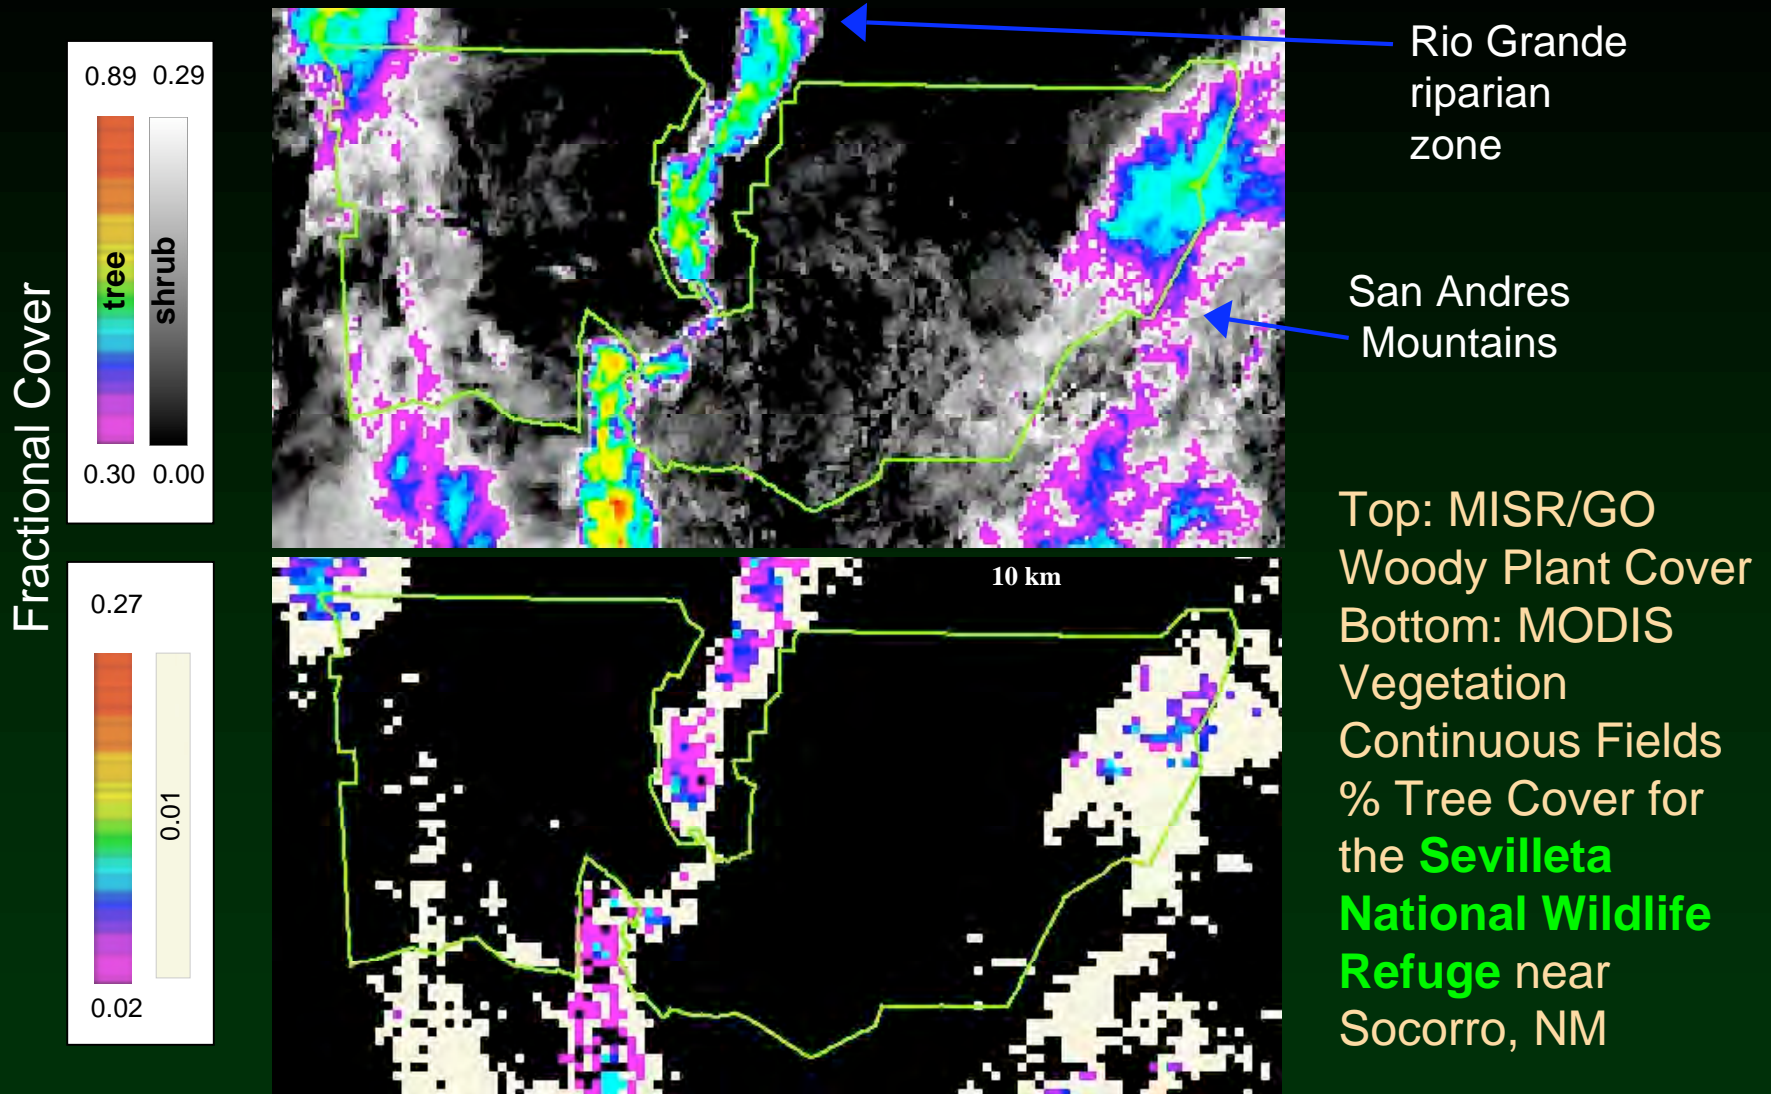 Fractional Cover
0.89 0.29
tree
shrub
0.30 0.00
0.27
0.01
0.02
10 km
Rio Grande
riparian
zone
San Andres
Mountains
Top: MISR/GO
Woody Plant Cover
Bottom: MODIS
Vegetation
Continuous Fields
% Tree Cover for
the Sevilleta
National Wildlife
Refuge near
Socorro, NM